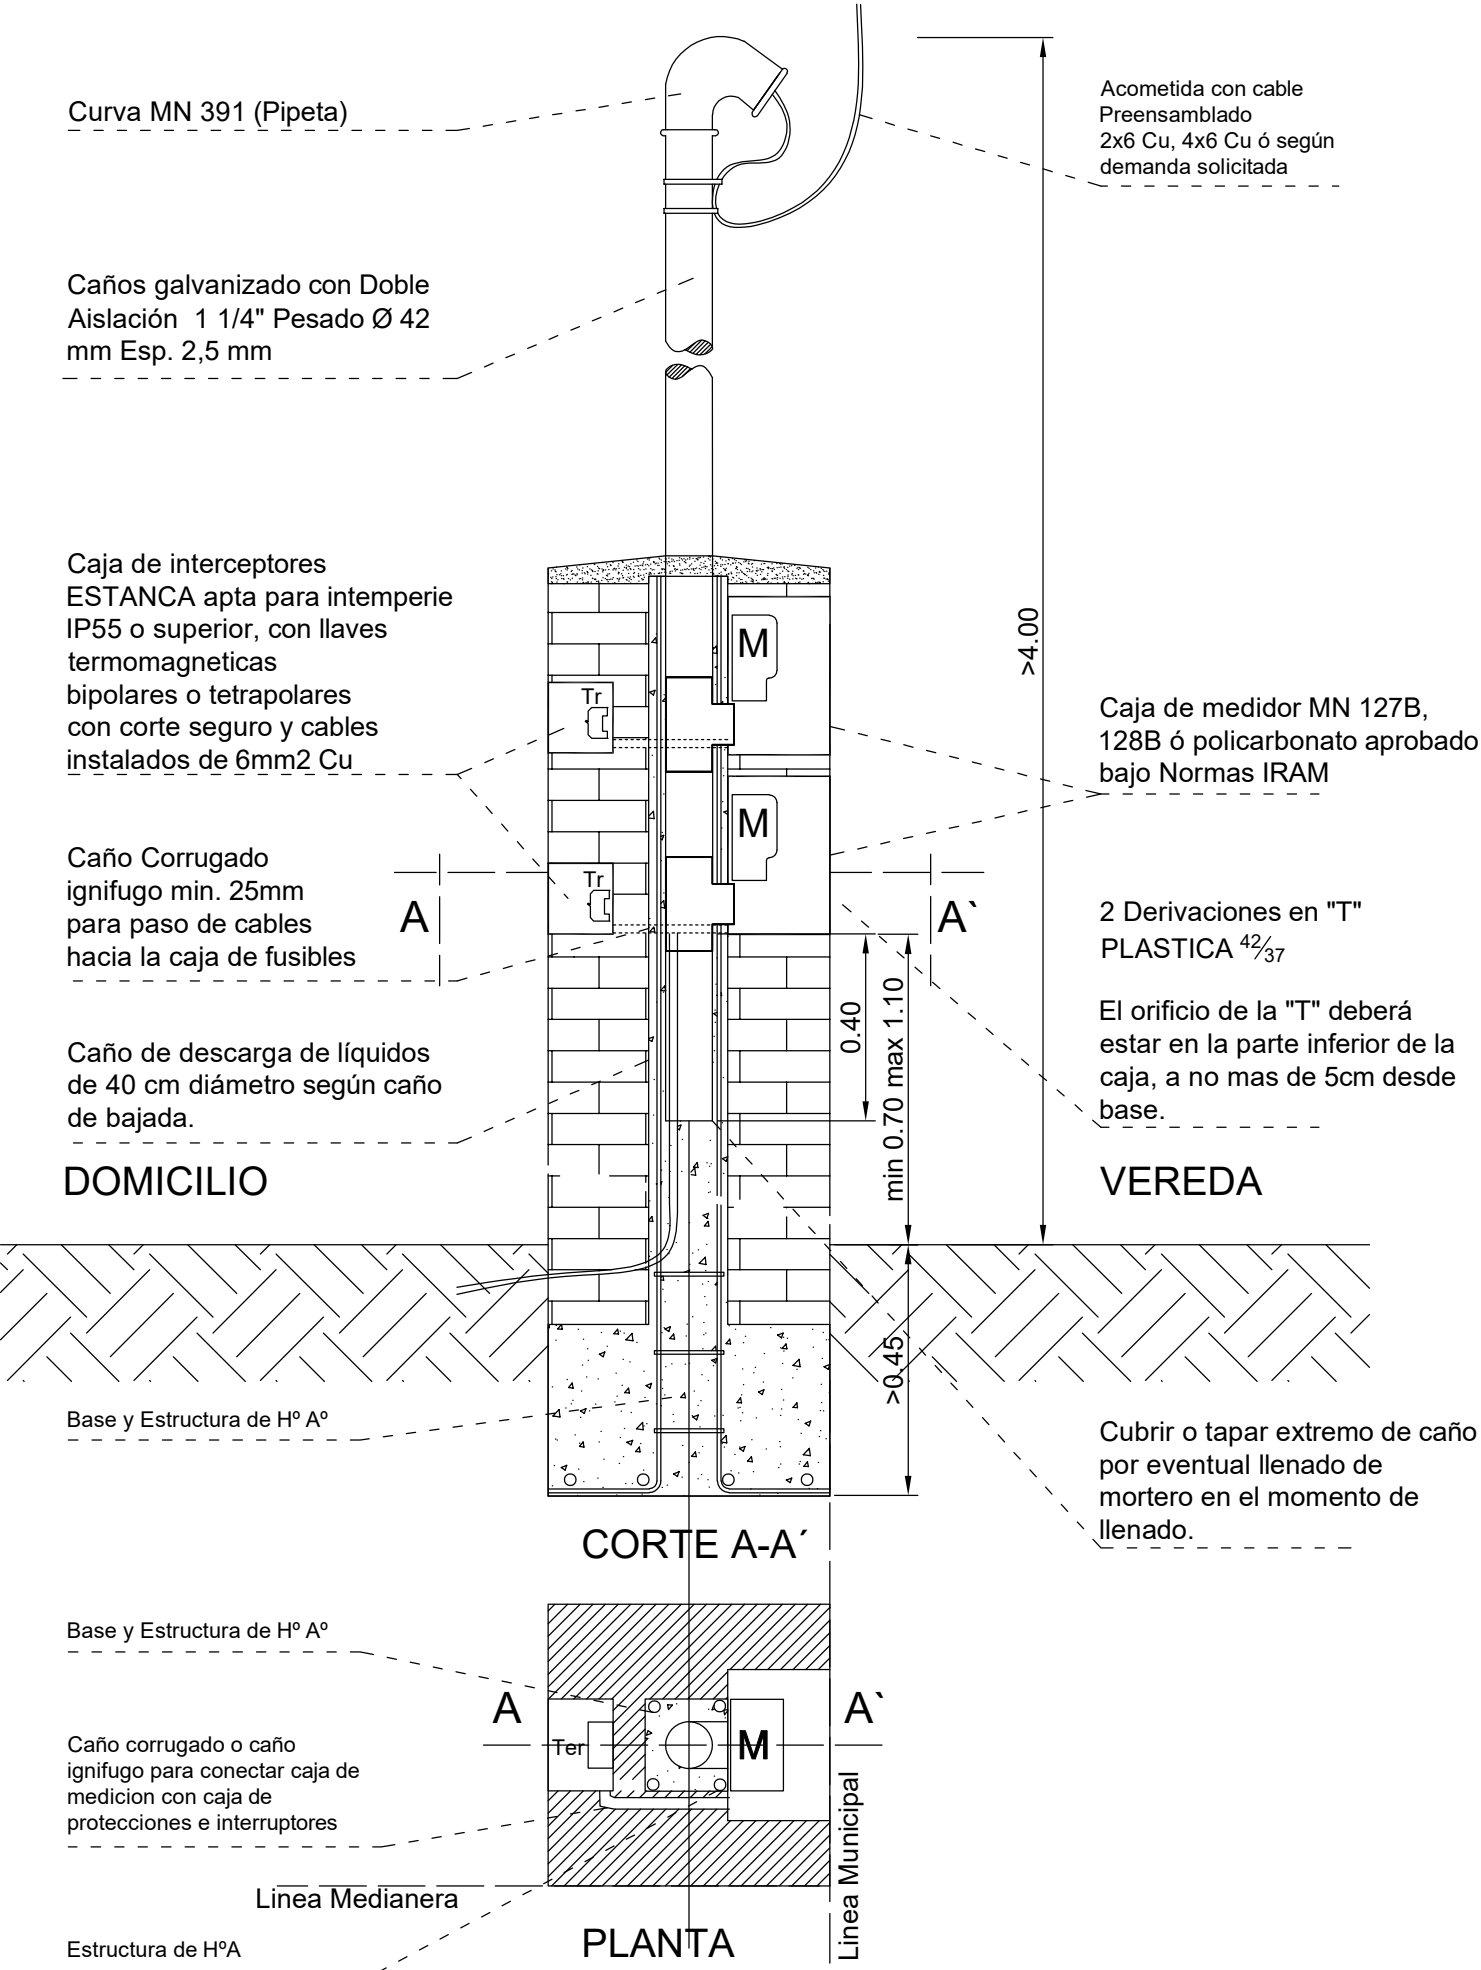 Curva MN 391 (Pipeta)
Acometida con cable
Preensamblado
2x6 Cu, 4x6 Cu ó según
demanda solicitada
Caños galvanizado con Doble
Aislación 1 1/4" Pesado Ø 42
mm Esp. 2,5 mm
>4.00
Caja de interceptores
ESTANCA apta para intemperie
IP55 o superior, con llaves
termomagneticas
bipolares o tetrapolares
con corte seguro y cables
instalados de 6mm2 Cu
M
Tr
Caja de medidor MN 127B,
128B ó policarbonato aprobado
bajo Normas IRAM
M
Tr
Caño Corrugado
ignifugo min. 25mm
para paso de cables
hacia la caja de fusibles
A
A`
2 Derivaciones en "T"
PLASTICA 42/37
El orificio de la "T" deberá
estar en la parte inferior de la
caja, a no mas de 5cm desde
base.
0.40
min 0.70 max 1.10
Caño de descarga de líquidos
de 40 cm diámetro según caño
de bajada.
DOMICILIO
VEREDA
>0.45
Base y Estructura de Hº Aº
Cubrir o tapar extremo de caño
por eventual llenado de
mortero en el momento de
llenado.
CORTE A-A´
Base y Estructura de Hº Aº
A
A`
Ter
M
Caño corrugado o caño
ignifugo para conectar caja de
medicion con caja de
protecciones e interruptores
Linea Municipal
Linea Medianera
PLANTA
Estructura de HºA